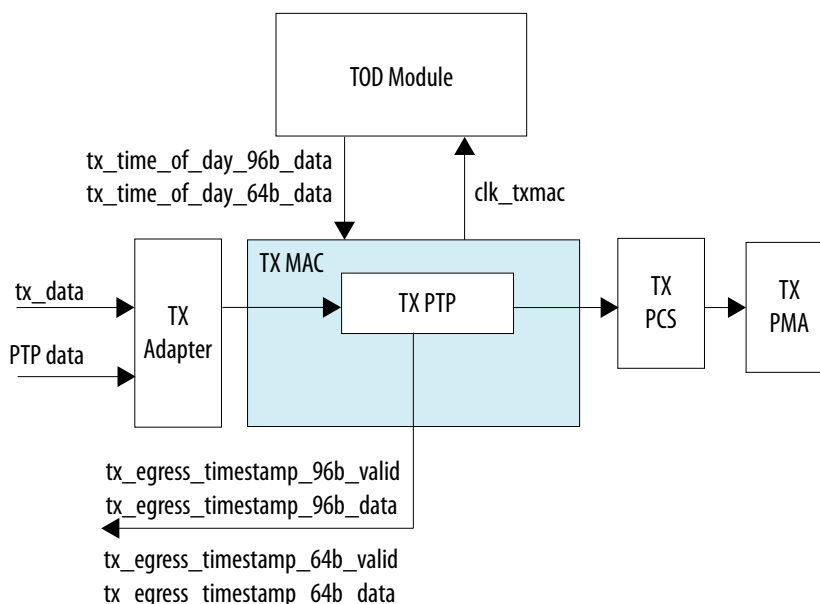 TOD Module
tx_time_of_day_96b_data
tx_time_of_day_64b_data
clk_txmac
TX MAC
tx_data
TX
Adapter
TX PTP
TX
PCS
TX
PMA
PTP data
tx_egress_timestamp_96b_valid
tx_egress_timestamp_96b_data
tx_egress_timestamp_64b_valid
tx_egress_timestamp_64b_data